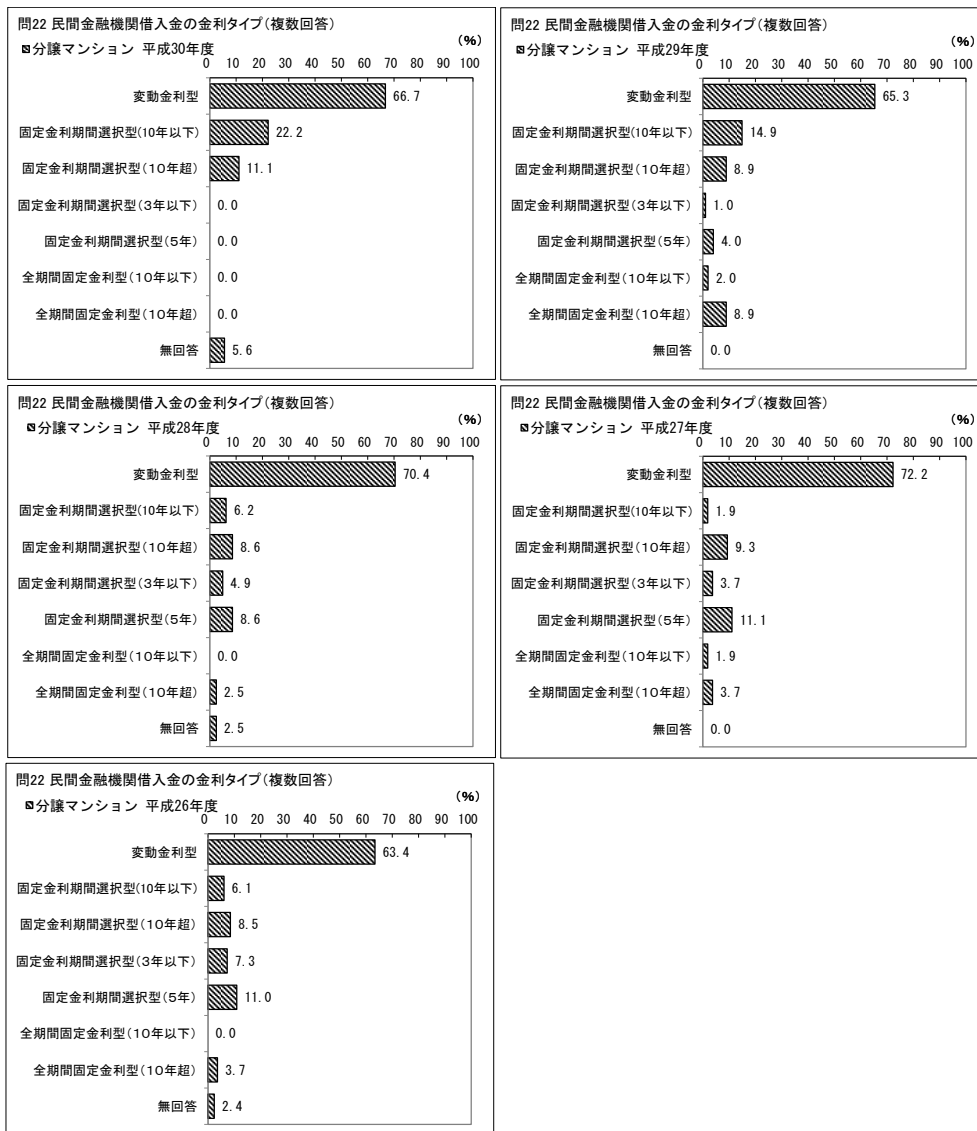 問22 民間金融機関借入金の金利タイプ(複数回答)
(%)
分譲マンション 平成30年度
0 10 20 30 40 50 60 70 80 90 100
変動金利型 66.7
固定金利期間選択型(10年以下) 22.2
固定金利期間選択型(10年超) 11.1
固定金利期間選択型(3年以下) 0.0
固定金利期間選択型(5年) 0.0
全期間固定金利型(10年以下) 0.0
全期間固定金利型(10年超) 0.0
無回答 5.6
問22 民間金融機関借入金の金利タイプ(複数回答)
(%)
分譲マンション 平成29年度
0 10 20 30 40 50 60 70 80 90 100
変動金利型 65.3
固定金利期間選択型(10年以下) 14.9
固定金利期間選択型(10年超) 8.9
固定金利期間選択型(3年以下) 1.0
固定金利期間選択型(5年) 4.0
全期間固定金利型(10年以下) 2.0
全期間固定金利型(10年超) 8.9
無回答 0.0
問22 民間金融機関借入金の金利タイプ(複数回答)
(%)
分譲マンション 平成28年度
0 10 20 30 40 50 60 70 80 90 100
変動金利型 70.4
固定金利期間選択型(10年以下) 6.2
固定金利期間選択型(10年超) 8.6
固定金利期間選択型(3年以下) 4.9
固定金利期間選択型(5年) 8.6
全期間固定金利型(10年以下) 0.0
全期間固定金利型(10年超) 2.5
無回答 2.5
問22 民間金融機関借入金の金利タイプ(複数回答)
(%)
分譲マンション 平成27年度
0 10 20 30 40 50 60 70 80 90 100
変動金利型 72.2
固定金利期間選択型(10年以下) 1.9
固定金利期間選択型(10年超) 9.3
固定金利期間選択型(3年以下) 3.7
固定金利期間選択型(5年) 11.1
全期間固定金利型(10年以下) 1.9
全期間固定金利型(10年超) 3.7
無回答 0.0
問22 民間金融機関借入金の金利タイプ(複数回答)
(%)
分譲マンション 平成26年度
0 10 20 30 40 50 60 70 80 90 100
変動金利型 63.4
固定金利期間選択型(10年以下) 6.1
固定金利期間選択型(10年超) 8.5
固定金利期間選択型(3年以下) 7.3
固定金利期間選択型(5年) 11.0
全期間固定金利型(10年以下) 0.0
全期間固定金利型(10年超) 3.7
無回答 2.4